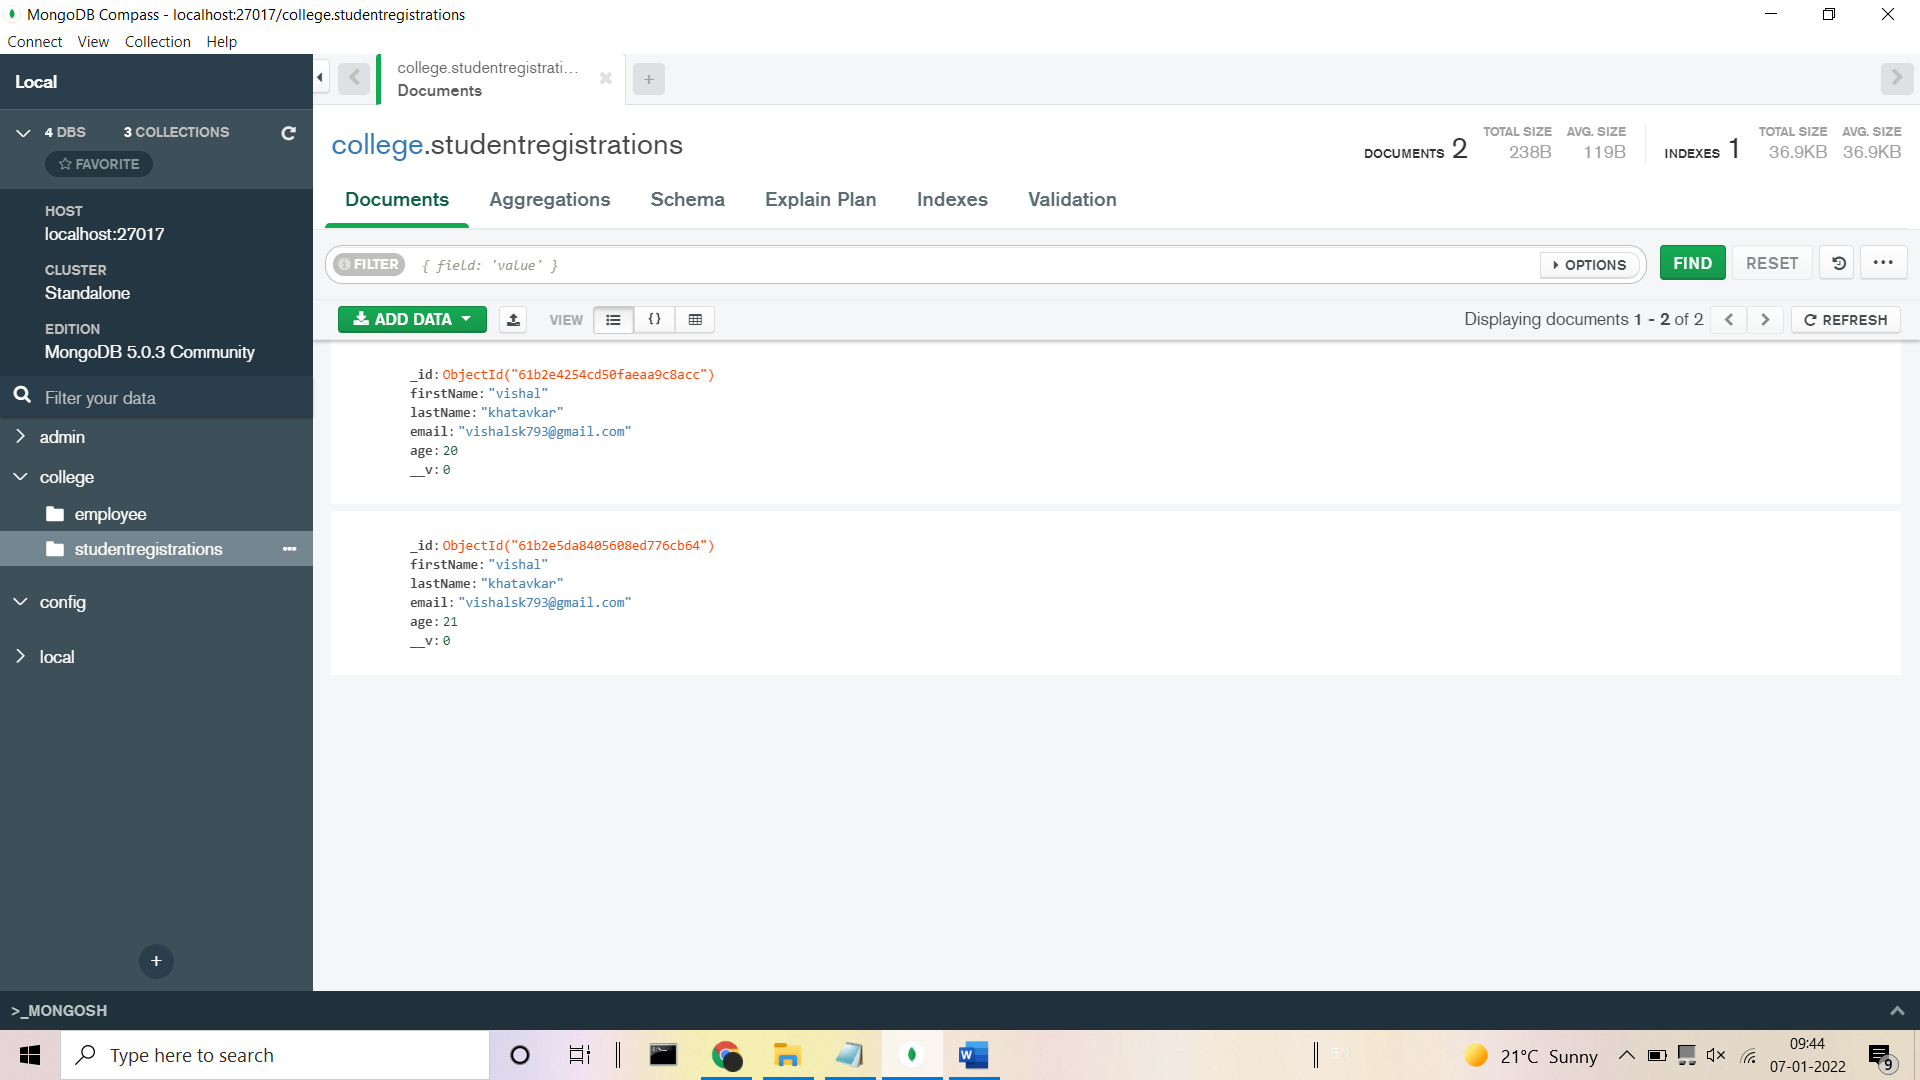 MongoDB Compass - localhost:27017/college.studentregistrations
Connect View Collection Help
Local
4 DBS 3 COLLECTIONS
FAVORITE
HOST
localhost:27017
CLUSTER
Standalone
EDITION
MongoDB 5.0.3 Community
Filter your data
admin
college
employee
studentregistrations
config
local
>_MONGOSH
college.studentregistrati...
Documents
college.studentregistrations
DOCUMENTS 2 TOTAL SIZE 238B AVG. SIZE 119B
INDEXES 1 TOTAL SIZE 36.9KB AVG. SIZE 36.9KB
Documents Aggregations Schema Explain Plan Indexes Validation
FILTER { field: 'value' } OPTIONS FIND RESET
ADD DATA VIEW {} Displaying documents 1 - 2 of 2 REFRESH
_id: ObjectId("61b2e4254cd50faeaa9c8acc")
firstName: "vishal"
lastName: "khatavkar"
email: "vishalsk793@gmail.com"
age: 20
__v: 0
_id: ObjectId("61b2e5da8405608ed776cb64")
firstName: "vishal"
lastName: "khatavkar"
email: "vishalsk793@gmail.com"
age: 21
__v: 0
Type here to search
EN
21°C Sunny
09:44
07-01-2022
9